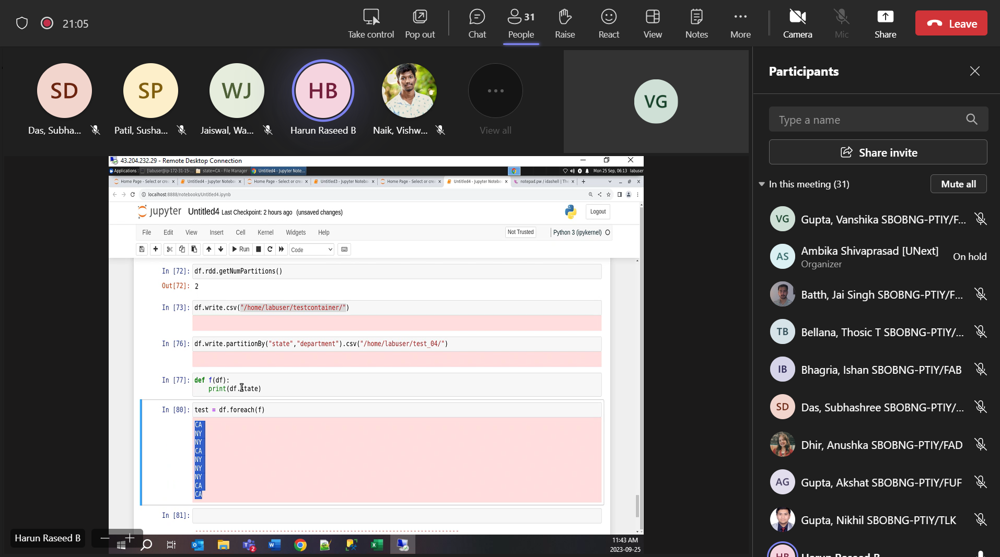 21:05
Take control
Pop out
Chat
31
People
Raise
React
View
Notes
More
Camera
Mic
Share
Leave
SD
Das, Subha...
SP
Patil, Susha...
WJ
Jaiswal, Wa...
HB
Harun Raseed B
Naik, Vishw...
View all
VG
43.204.232.29 - Remote Desktop Connection
Applications
[labuser@ip-172-31-15-...
state=CA - File Manager
Untitled4 - Jupyter Note...
Mon 25 Sep, 06:13 labuser
Home Page - Select or crea
Untitled4 - Jupyter Notebo
Home Page - Select or crea
Untitled3 - Jupyter Notebo
Home Page - Select or crea
Untitled4 - Jupyter Notebo
notepad.pw / idashell | The
localhost:8888/notebooks/Untitled4.ipynb
jupyter Untitled4 Last Checkpoint: 2 hours ago (unsaved changes)
Logout
File Edit View Insert Cell Kernel Widgets Help
Not Trusted
Python 3 (ipykernel)
Run
Code
In [72]: df.rdd.getNumPartitions()
Out[72]: 2
In [73]: df.write.csv("/home/labuser/testcontainer/")
In [76]: df.write.partitionBy("state","department").csv("/home/labuser/test_04/")
In [77]: def f(df):
print(df.state)
In [80]: test = df.foreach(f)
CA
NY
NY
CA
NY
NY
NY
CA
CA
In [81]:
Harun Raseed B
11:43 AM
2023-09-25
Participants
Type a name
Share invite
In this meeting (31)
Mute all
VG
Gupta, Vanshika SBOBNG-PTIY/F...
AS
Ambika Shivaprasad [UNext]
Organizer
On hold
Batth, Jai Singh SBOBNG-PTIY/F...
TB
Bellana, Thosic T SBOBNG-PTIY/...
IB
Bhagria, Ishan SBOBNG-PTIY/FAB
SD
Das, Subhashree SBOBNG-PTIY/...
Dhir, Anushka SBOBNG-PTIY/FAD
AG
Gupta, Akshat SBOBNG-PTIY/FUF
Gupta, Nikhil SBOBNG-PTIY/TLK
HB
Harun Raseed B